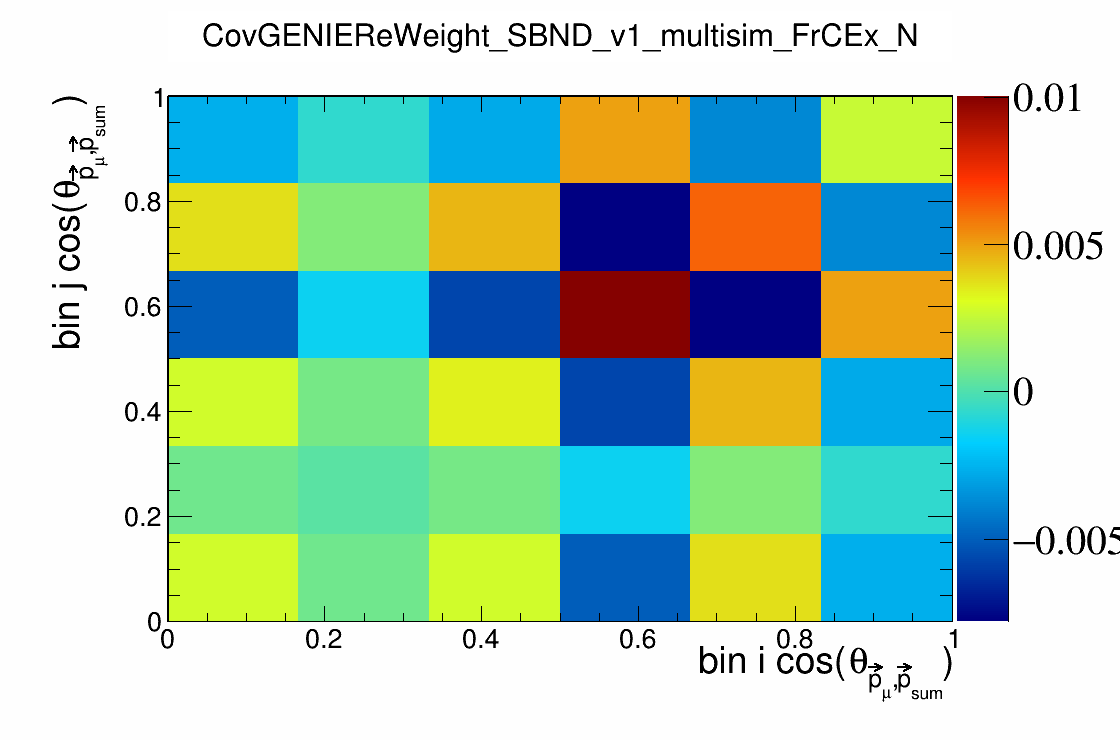 CovGENIEReWeight_SBND_v1_multisim_FrCEx_N
bin j cos(θp⃗μ,p⃗sum)
1
0.8
0.6
0.4
0.2
0
0 0.2 0.4 0.6 0.8 1
bin i cos(θp⃗μ,p⃗sum)
0.01
0.005
0
−0.005